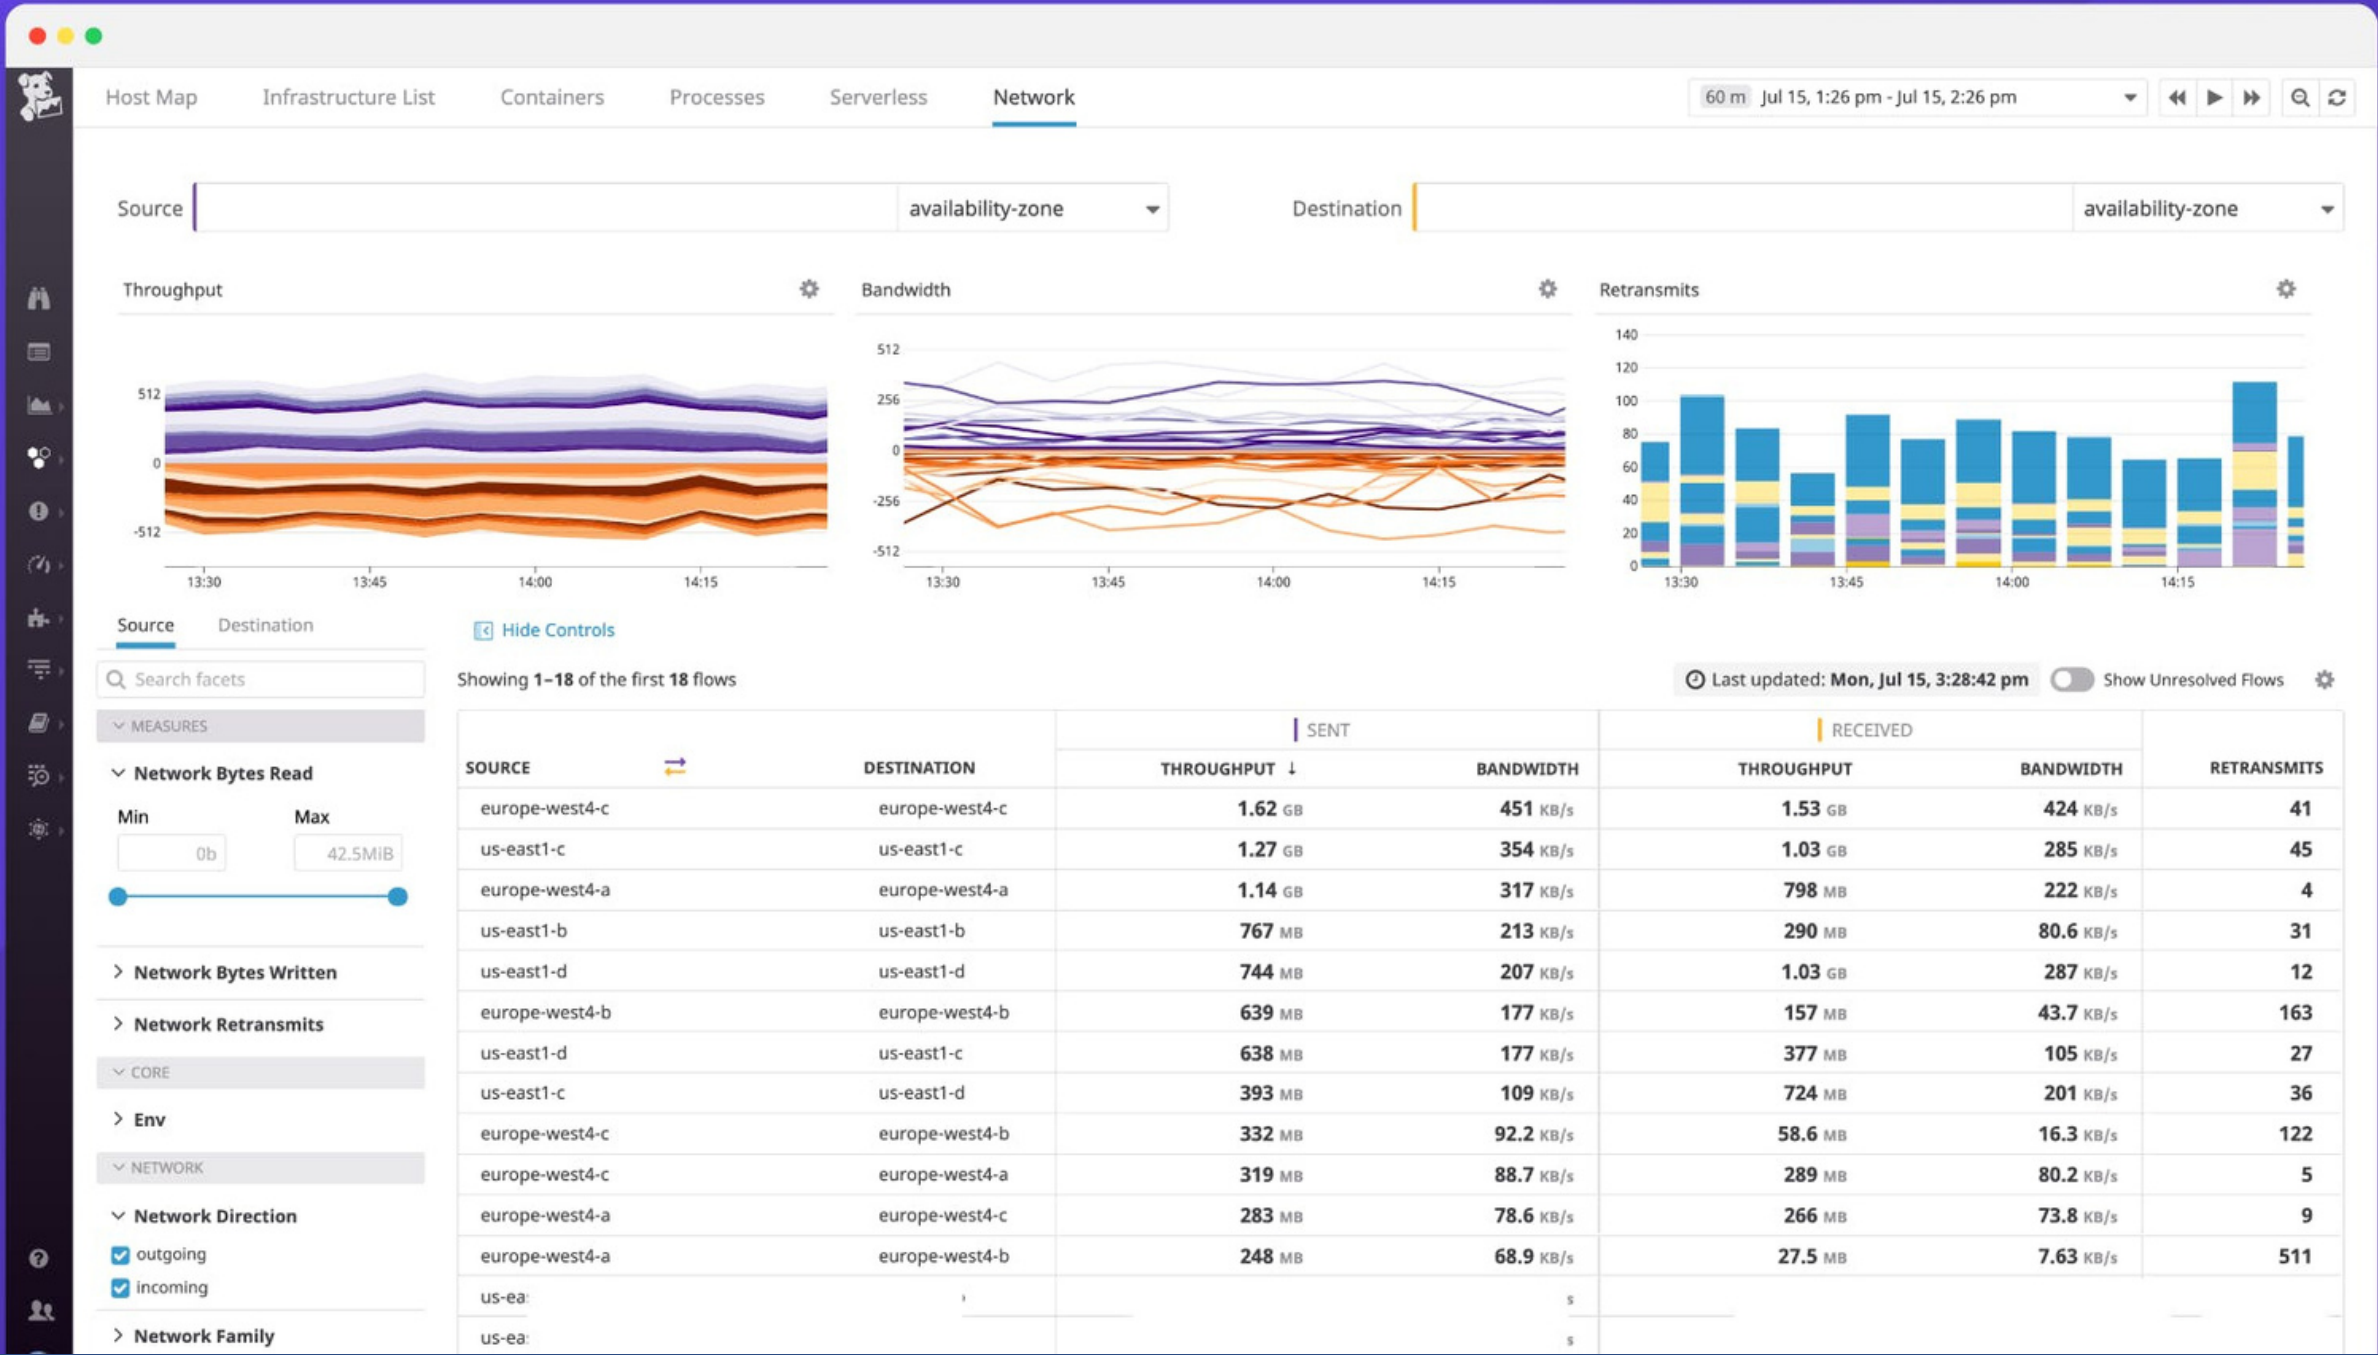 Host Map Infrastructure List Containers Processes Serverless Network 60 m Jul 15, 1:26 pm - Jul 15, 2:26 pm
Source availability-zone Destination availability-zone
Throughput Bandwidth Retransmits
512
0
-512
13:30 13:45 14:00 14:15
512
256
0
-256
-512
13:30 13:45 14:00 14:15
140
120
100
80
60
40
20
0
13:30 13:45 14:00 14:15
Source Destination
Search facets
MEASURES
Network Bytes Read
Min Max
0b 42.5MiB
Network Bytes Written
Network Retransmits
CORE
Env
NETWORK
Network Direction
outgoing
incoming
Network Family
Hide Controls
Showing 1–18 of the first 18 flows Last updated: Mon, Jul 15, 3:28:42 pm Show Unresolved Flows
SENT RECEIVED
SOURCE DESTINATION THROUGHPUT ↓ BANDWIDTH THROUGHPUT BANDWIDTH RETRANSMITS
europe-west4-c europe-west4-c 1.62 GB 451 KB/s 1.53 GB 424 KB/s 41
us-east1-c us-east1-c 1.27 GB 354 KB/s 1.03 GB 285 KB/s 45
europe-west4-a europe-west4-a 1.14 GB 317 KB/s 798 MB 222 KB/s 4
us-east1-b us-east1-b 767 MB 213 KB/s 290 MB 80.6 KB/s 31
us-east1-d us-east1-d 744 MB 207 KB/s 1.03 GB 287 KB/s 12
europe-west4-b europe-west4-b 639 MB 177 KB/s 157 MB 43.7 KB/s 163
us-east1-d us-east1-c 638 MB 177 KB/s 377 MB 105 KB/s 27
us-east1-c us-east1-d 393 MB 109 KB/s 724 MB 201 KB/s 36
europe-west4-c europe-west4-b 332 MB 92.2 KB/s 58.6 MB 16.3 KB/s 122
europe-west4-c europe-west4-a 319 MB 88.7 KB/s 289 MB 80.2 KB/s 5
europe-west4-a europe-west4-c 283 MB 78.6 KB/s 266 MB 73.8 KB/s 9
europe-west4-a europe-west4-b 248 MB 68.9 KB/s 27.5 MB 7.63 KB/s 511
us-ea
us-ea